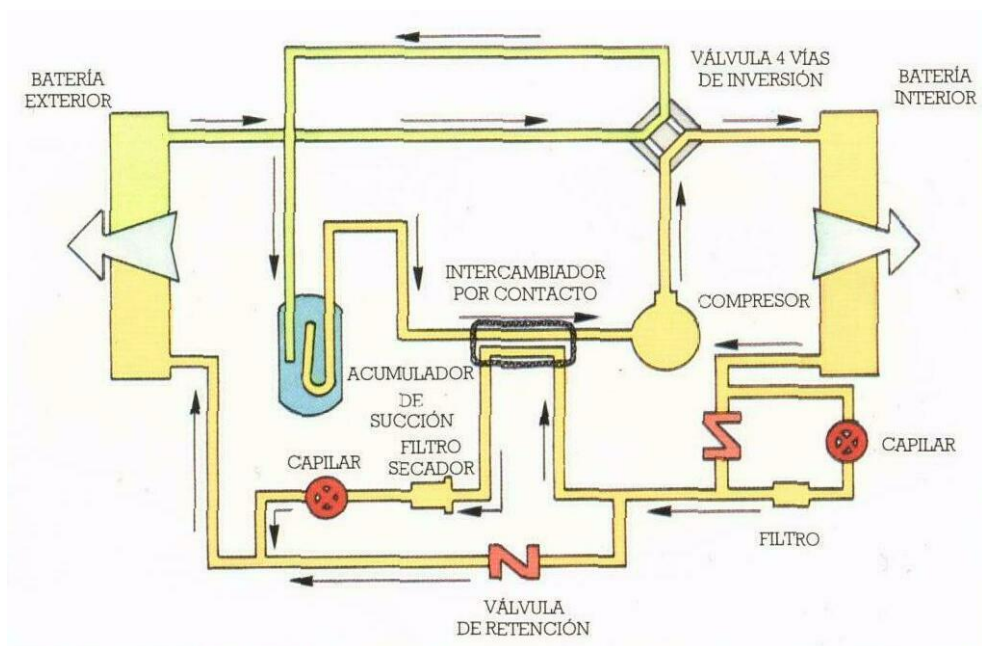 BATERÍA
EXTERIOR
VÁLVULA 4 VÍAS
DE INVERSIÓN
BATERÍA
INTERIOR
INTERCAMBIADOR
POR CONTACTO
COMPRESOR
ACUMULADOR
DE
SUCCIÓN
FILTRO
SECADOR
CAPILAR
CAPILAR
FILTRO
VÁLVULA
DE RETENCIÓN